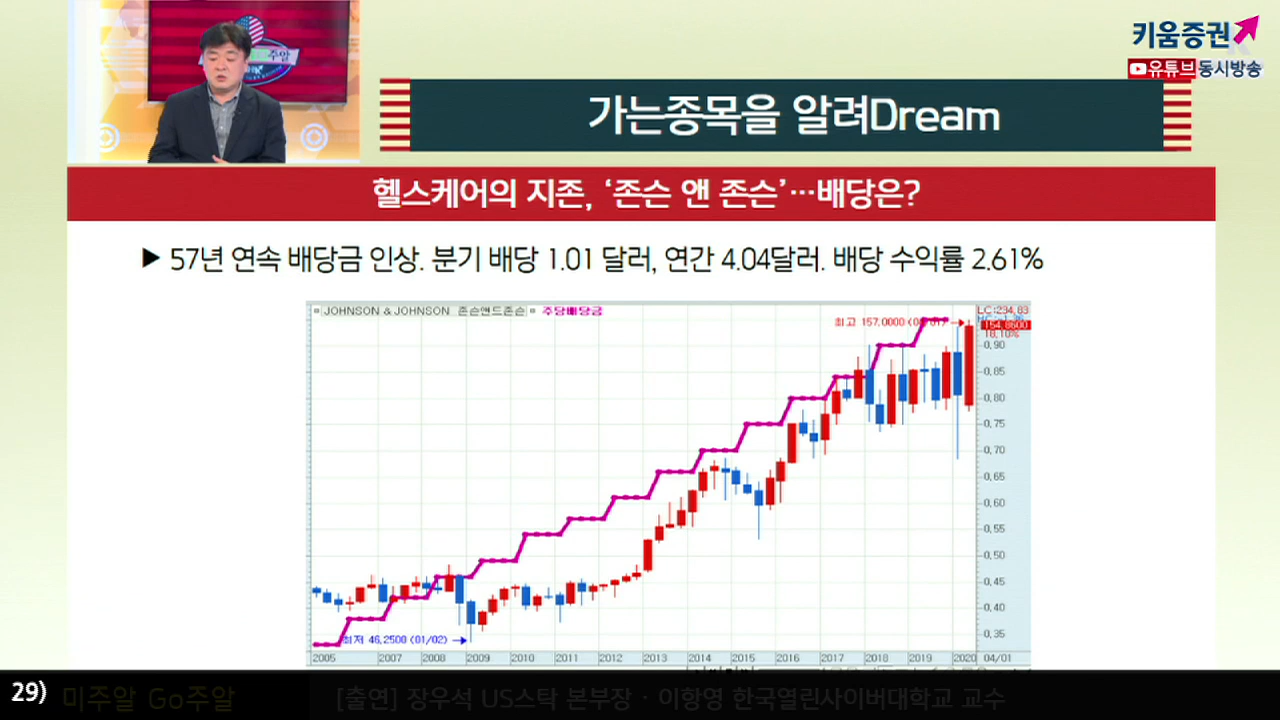 키움증권
유튜브동시방송
주알
가는종목을 알려Dream
헬스케어의 지존, ‘존슨 앤 존슨’…배당은?
▶ 57년 연속 배당금 인상. 분기 배당 1.01 달러, 연간 4.04달러. 배당 수익률 2.61%
JOHNSON & JOHNSON 존슨앤드존슨 주당배당금
LC:234,83
최고 157,0000
154,8600
18,10%
0,90
0,85
0,80
0,75
0,70
0,65
0,60
0,55
0,50
0,45
0,40
0,35
최저 46,2500 (01/02)
2005 2007 2008 2009 2010 2011 2012 2013 2014 2015 2016 2017 2018 2019 2020 04/01
29) 미주알 Go주알 [출연] 장우석 US스탁 본부장 · 이항영 한국열린사이버대학교 교수